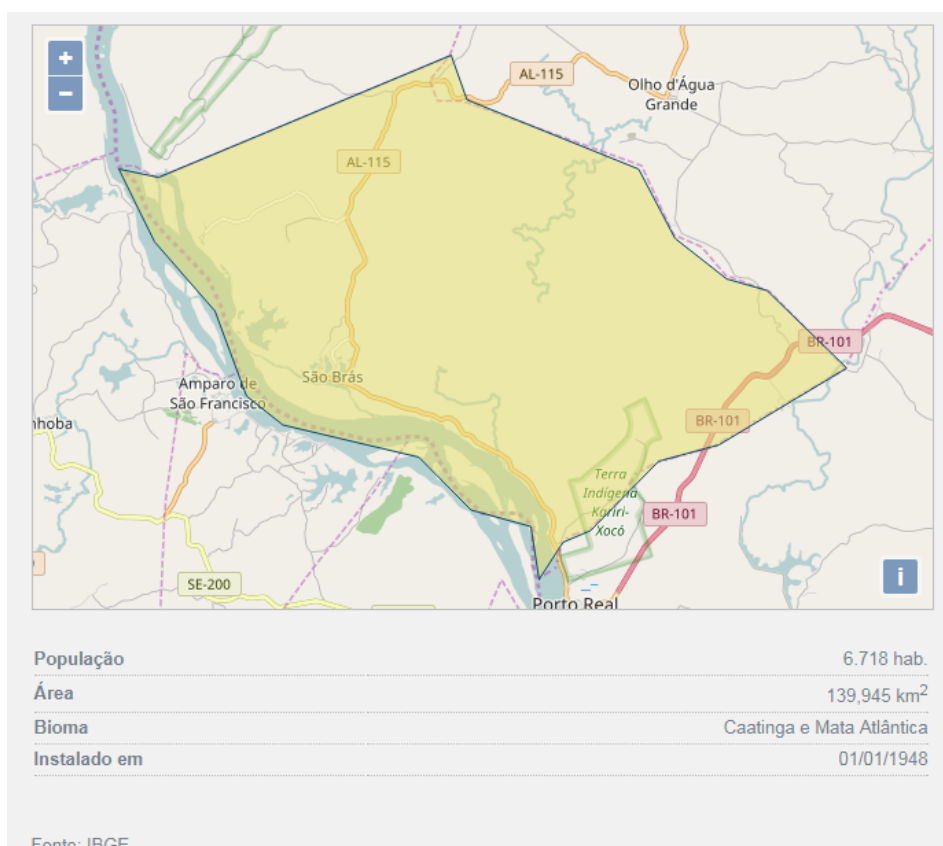 +
−
AL-115
Olho d'Água
Grande
AL-115
BR-101
Amparo de
São Francisco
São Brás
nhoba
BR-101
Terra
Indígena
Kariri-
Xocó
BR-101
SE-200
i
Porto Real
População 6.718 hab.
Área 139,945 km²
Bioma Caatinga e Mata Atlântica
Instalado em 01/01/1948
Fonte: IBGE